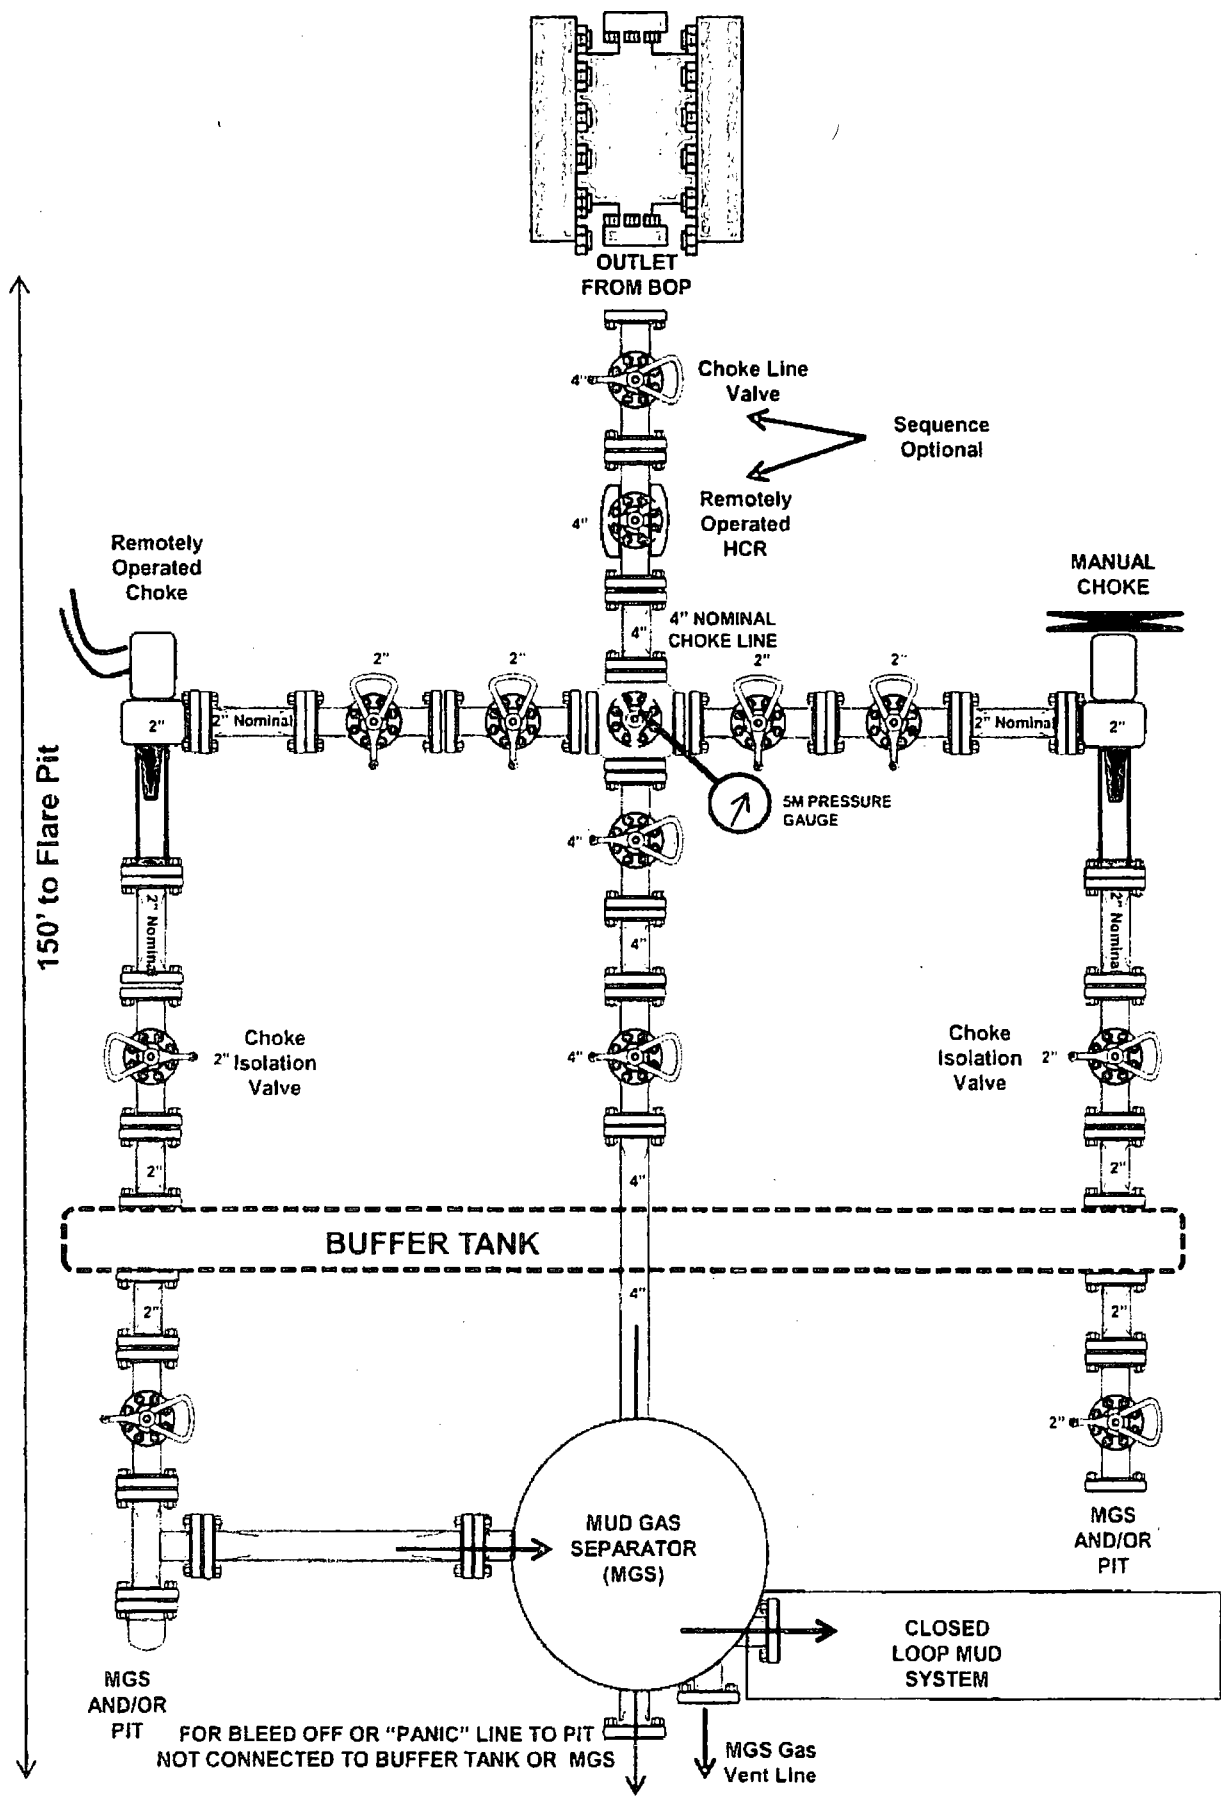 OUTLET
FROM BOP
4"
Choke Line
Valve
Sequence
Optional
4"
Remotely
Operated
HCR
Remotely
Operated
Choke
MANUAL
CHOKE
4"
4" NOMINAL
CHOKE LINE
2"
2"
2"
2"
2"
2" Nominal
2" Nominal
2"
5M PRESSURE
GAUGE
4"
150' to Flare Pit
2" Nominal
4"
2" Nominal
Choke
2" Isolation
Valve
4"
Choke
Isolation
Valve
2"
2"
4"
2"
BUFFER TANK
2"
4"
2"
2"
MUD GAS
SEPARATOR
(MGS)
MGS
AND/OR
PIT
CLOSED
LOOP MUD
SYSTEM
MGS
AND/OR
PIT
FOR BLEED OFF OR "PANIC" LINE TO PIT
NOT CONNECTED TO BUFFER TANK OR MGS
MGS Gas
Vent Line